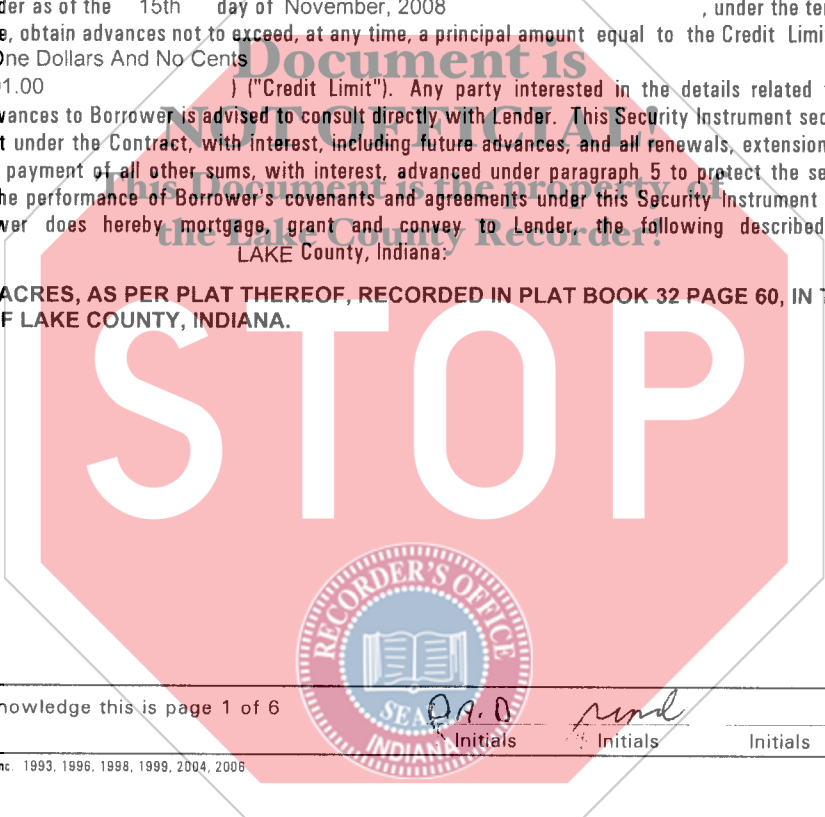 der as of the 15th day of November, 2008 , under the ter
e, obtain advances not to exceed, at any time, a principal amount equal to the Credit Limi
One Dollars And No Cents
1.00 ) ("Credit Limit"). Any party interested in the details related
vances to Borrower is advised to consult directly with Lender. This Security Instrument sec
t under the Contract, with interest, including future advances, and all renewals, extension
payment of all other sums, with interest, advanced under paragraph 5 to protect the se
he performance of Borrower's covenants and agreements under this Security Instrument
wer does hereby mortgage, grant and convey to Lender, the following described
LAKE County, Indiana:
ACRES, AS PER PLAT THEREOF, RECORDED IN PLAT BOOK 32 PAGE 60, IN T
F LAKE COUNTY, INDIANA.
Document is
NOT OFFICIAL!
This Document is the property of
the Lake County Recorder!
STOP
RECORDER'S OFFICE
SEAL
INDIANA
nowledge this is page 1 of 6
D.A.D
Initials Initials Initials
nc. 1993, 1996, 1998, 1999, 2004, 2006